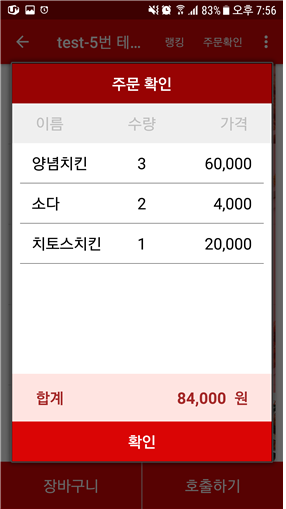 83% 오후 7:56
test-5번 테... 랭킹 주문확인
주문 확인
이름 수량 가격
양념치킨 3 60,000
소다 2 4,000
치토스치킨 1 20,000
합계 84,000 원
확인
장바구니 호출하기